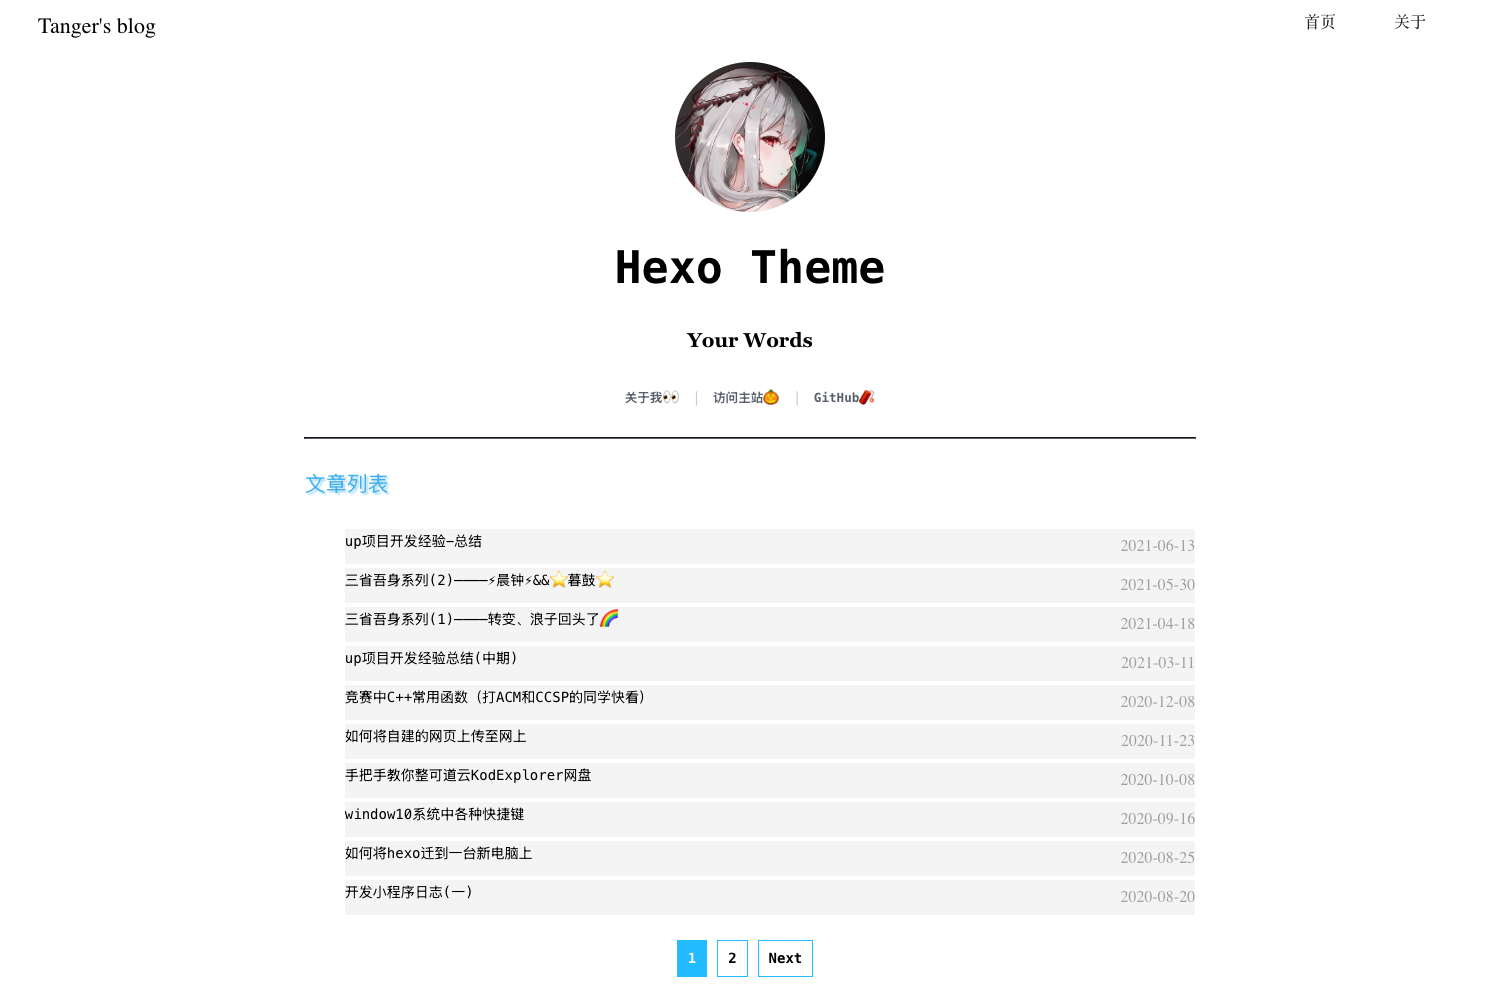 Tanger's blog 首页 关于
Hexo Theme
Your Words
关于我👀 | 访问主站🎃 | GitHub🧧
文章列表
up项目开发经验-总结 2021-06-13
三省吾身系列(2)————⚡晨钟⚡&&⭐暮鼓⭐ 2021-05-30
三省吾身系列(1)————转变、浪子回头了🌈 2021-04-18
up项目开发经验总结(中期) 2021-03-11
竞赛中C++常用函数（打ACM和CCSP的同学快看） 2020-12-08
如何将自建的网页上传至网上 2020-11-23
手把手教你整可道云KodExplorer网盘 2020-10-08
window10系统中各种快捷键 2020-09-16
如何将hexo迁到一台新电脑上 2020-08-25
开发小程序日志(一) 2020-08-20
1 2 Next